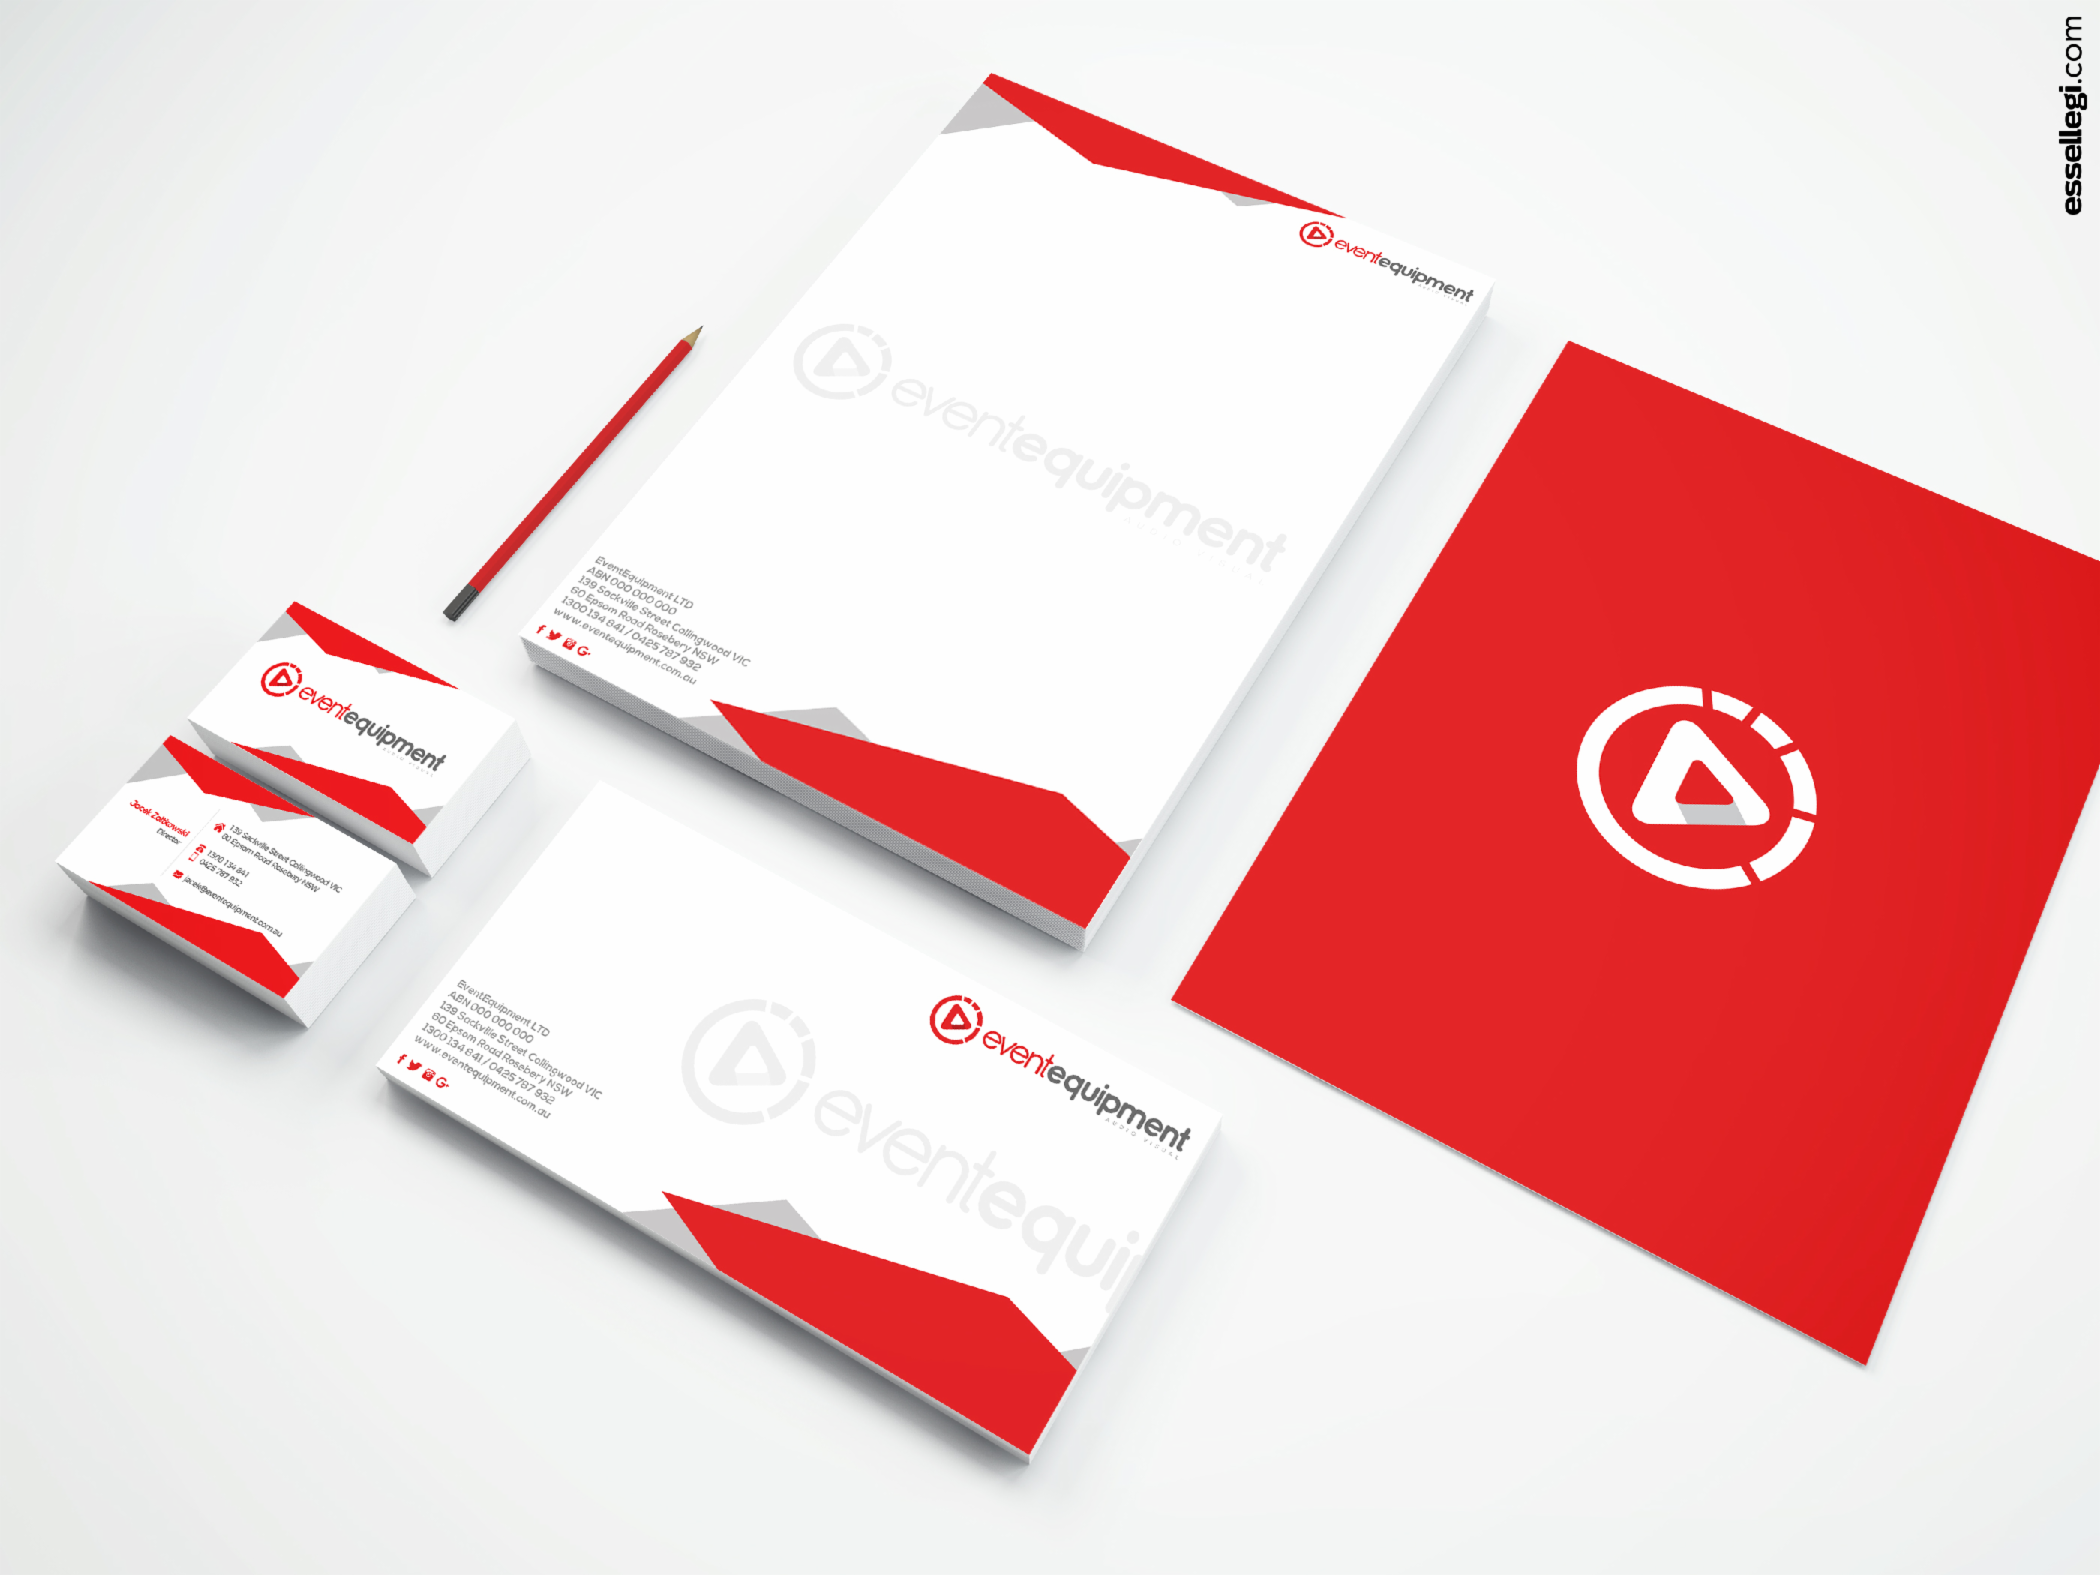 essellegi.com
eventequipment
eventequipment
AUDIO VISUAL
EventEquipment LTD
ABN 000 000 000
139 Sackville Street Collingwood VIC
60 Epsom Road Rosebery NSW
1300 134 841 / 0425 787 932
www.eventequipment.com.au
eventequipment
AUDIO VISUAL
Jacek Zoltkowski
Director
139 Sackville Street Collingwood VIC
60 Epsom Road Rosebery NSW
1300 134 841
0425 787 932
jacek@eventequipment.com.au
EventEquipment LTD
ABN 000 000 000
139 Sackville Street Collingwood VIC
60 Epsom Road Rosebery NSW
1300 134 841 / 0425 787 932
www.eventequipment.com.au
eventequipment
AUDIO VISUAL
eventequip